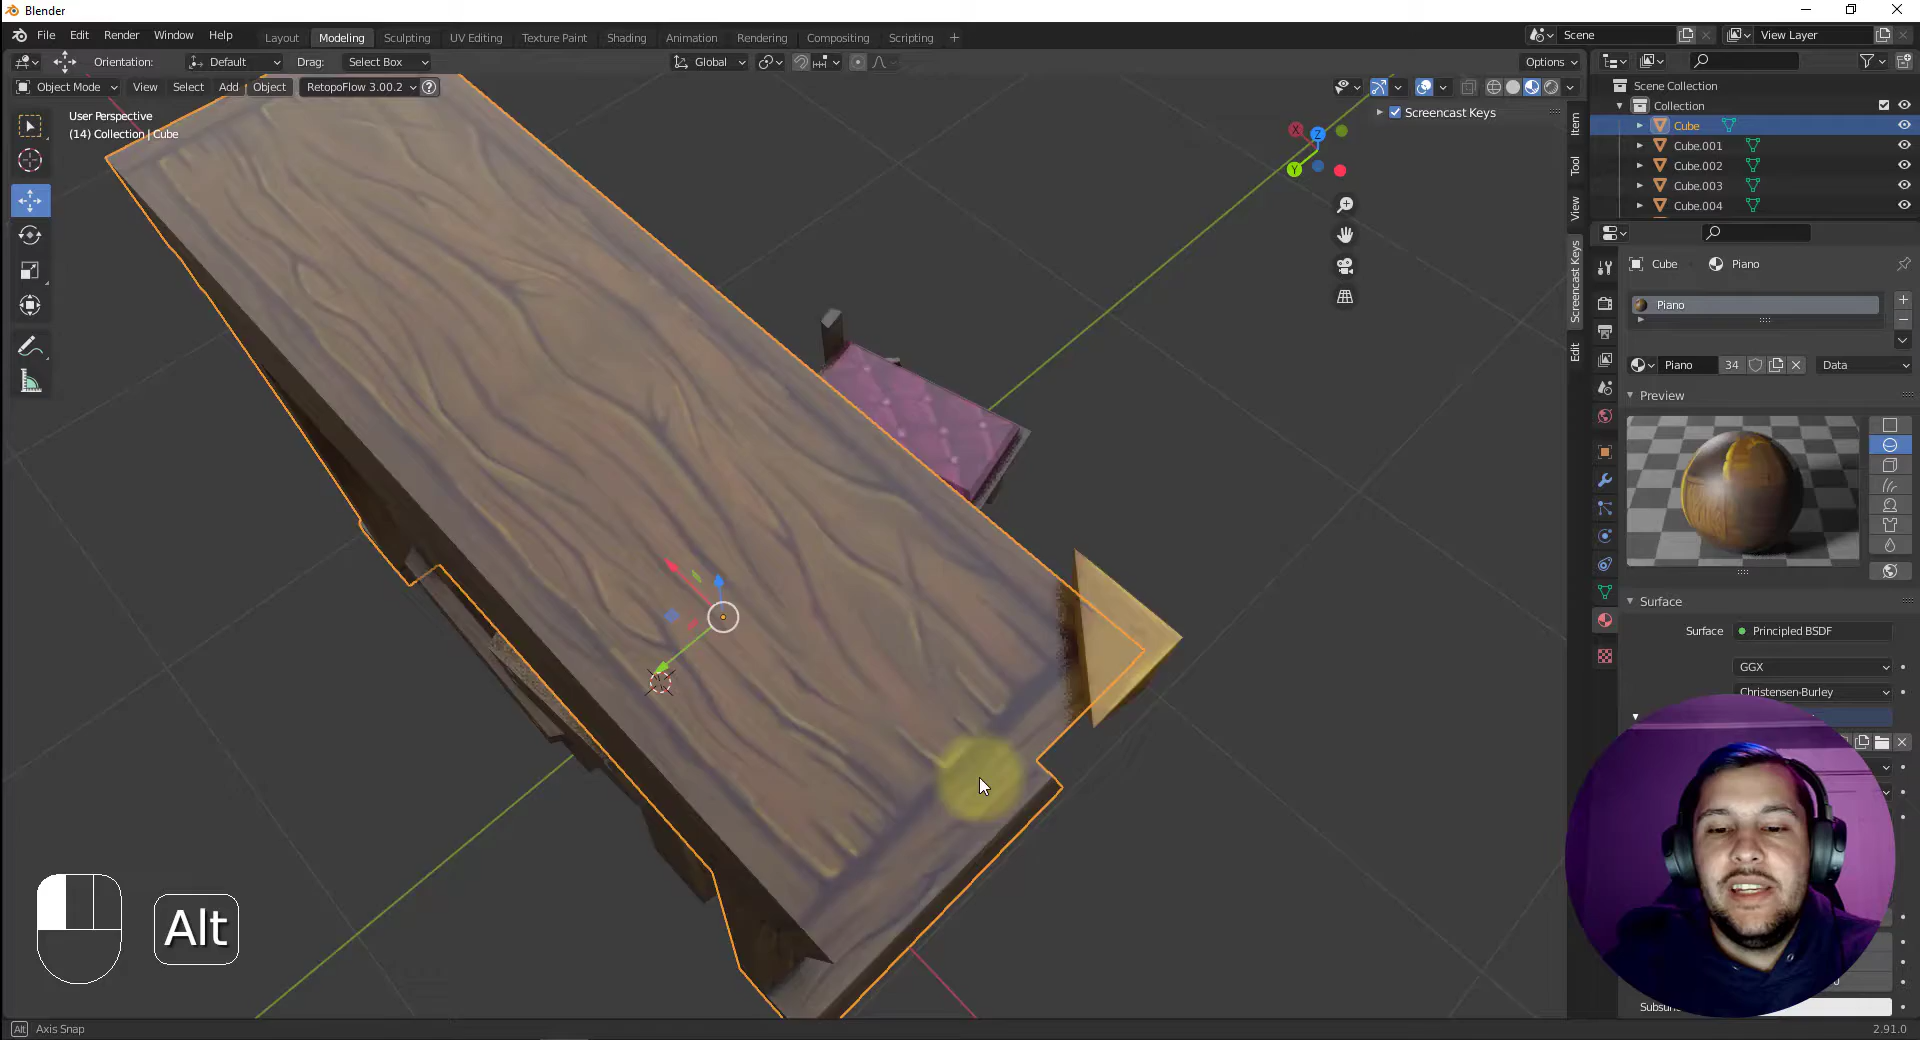 Blender
File Edit Render Window Help
Layout Modeling Sculpting UV Editing Texture Paint Shading Animation Rendering Compositing Scripting
Scene
View Layer
Orientation: Default Drag: Select Box
Global
Options
Object Mode View Select Add Object RetopoFlow 3.00.2
User Perspective
(14) Collection | Cube
Screencast Keys
X
Z
Y
Item
Tool
View
Screencast Keys
Edit
Scene Collection
Collection
Cube
Cube.001
Cube.002
Cube.003
Cube.004
Cube Piano
Piano
Piano 34 Data
Preview
Surface
Surface Principled BSDF
GGX
Christensen-Burley
Alt
Alt Axis Snap
2.91.0